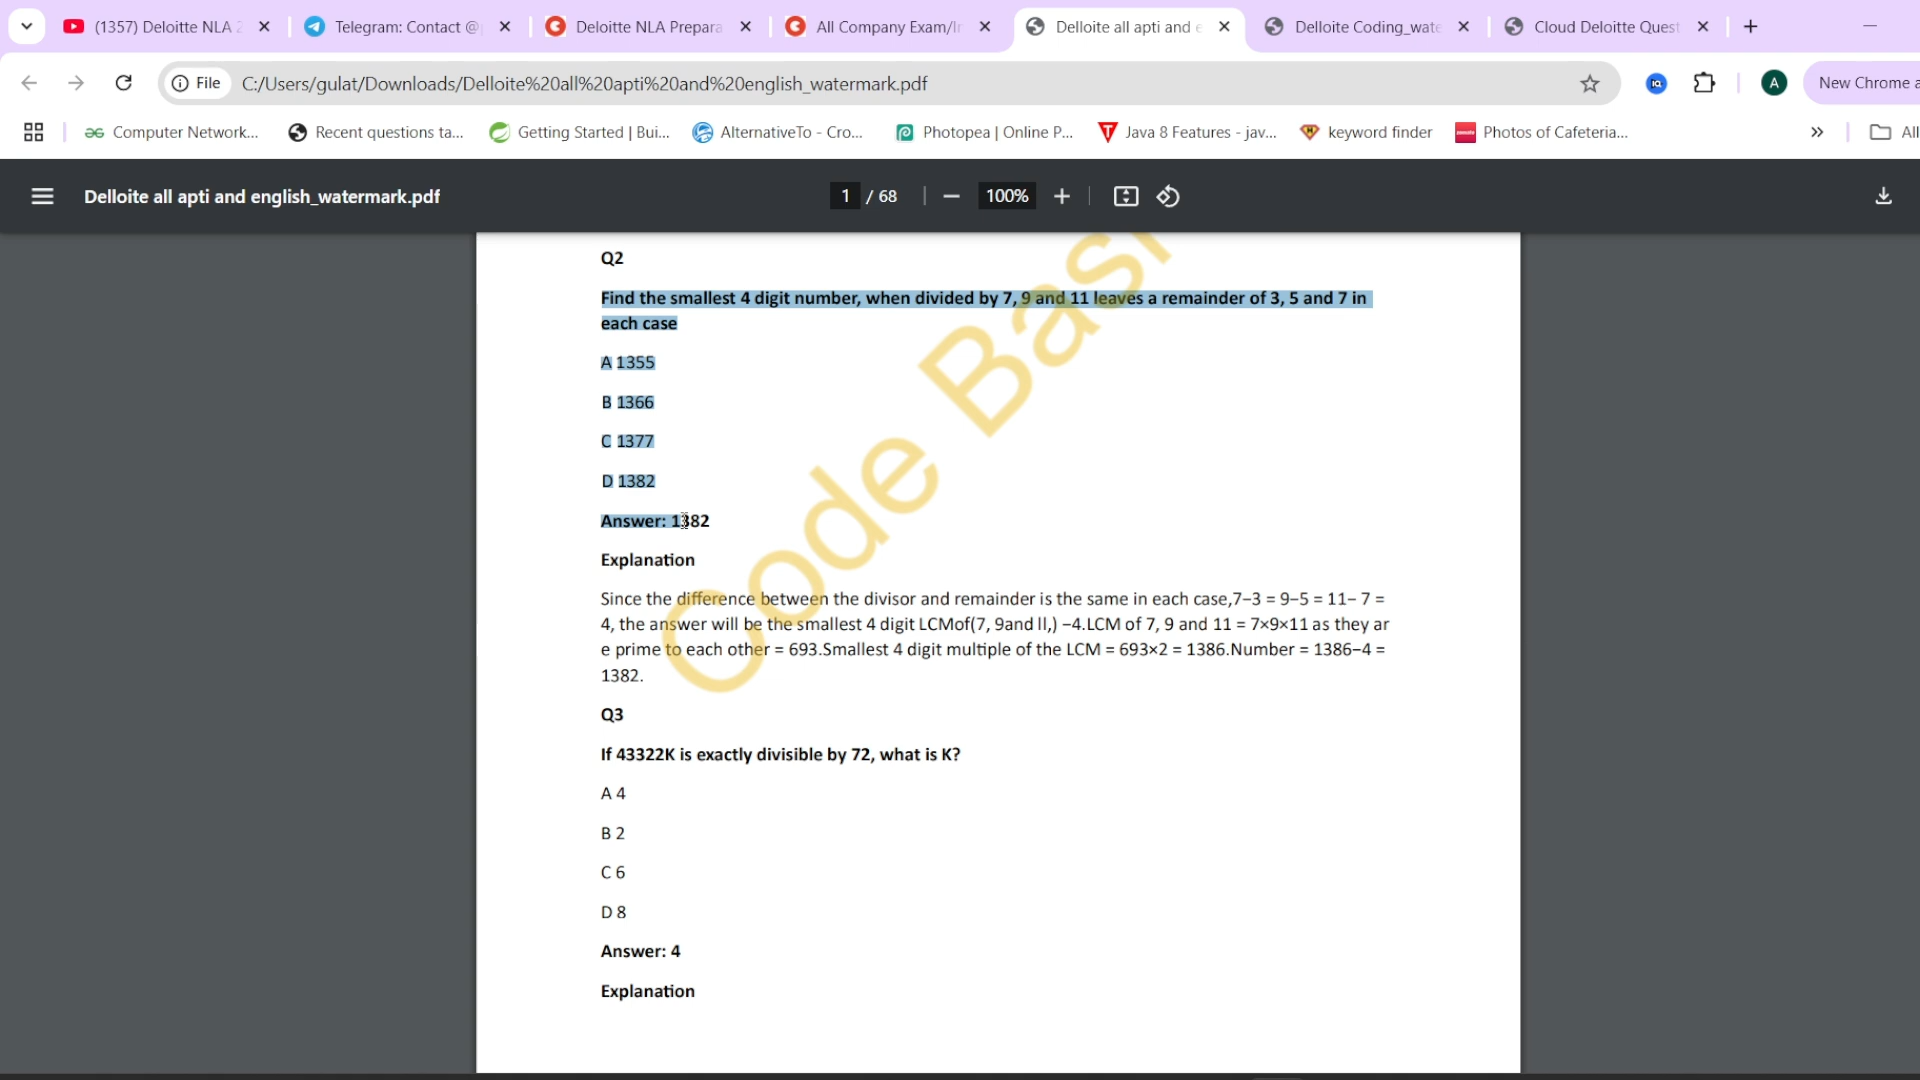 (1357) Deloitte NLA 2
Telegram: Contact @
Deloitte NLA Prepara
All Company Exam/In
Delloite all apti and e
Delloite Coding_wate
Cloud Deloitte Quest
File
C:/Users/gulat/Downloads/Delloite%20all%20apti%20and%20english_watermark.pdf
A
New Chrome a
Computer Network...
Recent questions ta...
Getting Started | Bui...
AlternativeTo - Cro...
Photopea | Online P...
Java 8 Features - jav...
keyword finder
Photos of Cafeteria...
»
All
Delloite all apti and english_watermark.pdf
1 / 68
100%
Code Basi
Q2
Find the smallest 4 digit number, when divided by 7, 9 and 11 leaves a remainder of 3, 5 and 7 in
each case
A 1355
B 1366
C 1377
D 1382
Answer: 1382
Explanation
Since the difference between the divisor and remainder is the same in each case,7–3 = 9–5 = 11– 7 =
4, the answer will be the smallest 4 digit LCMof(7, 9and ll,) –4.LCM of 7, 9 and 11 = 7×9×11 as they ar
e prime to each other = 693.Smallest 4 digit multiple of the LCM = 693×2 = 1386.Number = 1386–4 =
1382.
Q3
If 43322K is exactly divisible by 72, what is K?
A 4
B 2
C 6
D 8
Answer: 4
Explanation